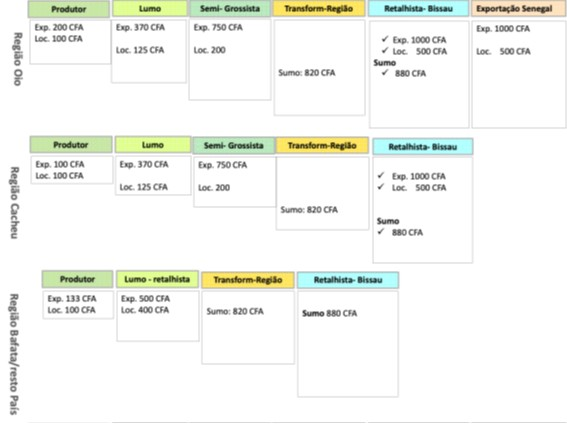 Região Oio
Produtor
Exp. 200 CFA
Loc. 100 CFA
Lumo
Exp. 370 CFA
Loc. 125 CFA
Semi- Grossista
Exp. 750 CFA
Loc. 200
Transform-Região
Sumo: 820 CFA
Retalhista- Bissau
✓ Exp. 1000 CFA
✓ Loc. 500 CFA
Sumo
✓ 880 CFA
Exportação Senegal
Exp. 1000 CFA
Loc. 500 CFA
Região Cacheu
Produtor
Exp. 100 CFA
Loc. 100 CFA
Lumo
Exp. 370 CFA
Loc. 125 CFA
Semi- Grossista
Exp. 750 CFA
Loc. 200
Transform-Região
Sumo: 820 CFA
Retalhista- Bissau
✓ Exp. 1000 CFA
✓ Loc. 500 CFA
Sumo
✓ 880 CFA
Região Bafata/resto País
Produtor
Exp. 133 CFA
Loc. 100 CFA
Lumo - retalhista
Exp. 500 CFA
Loc. 400 CFA
Transform-Região
Sumo: 820 CFA
Retalhista- Bissau
Sumo 880 CFA